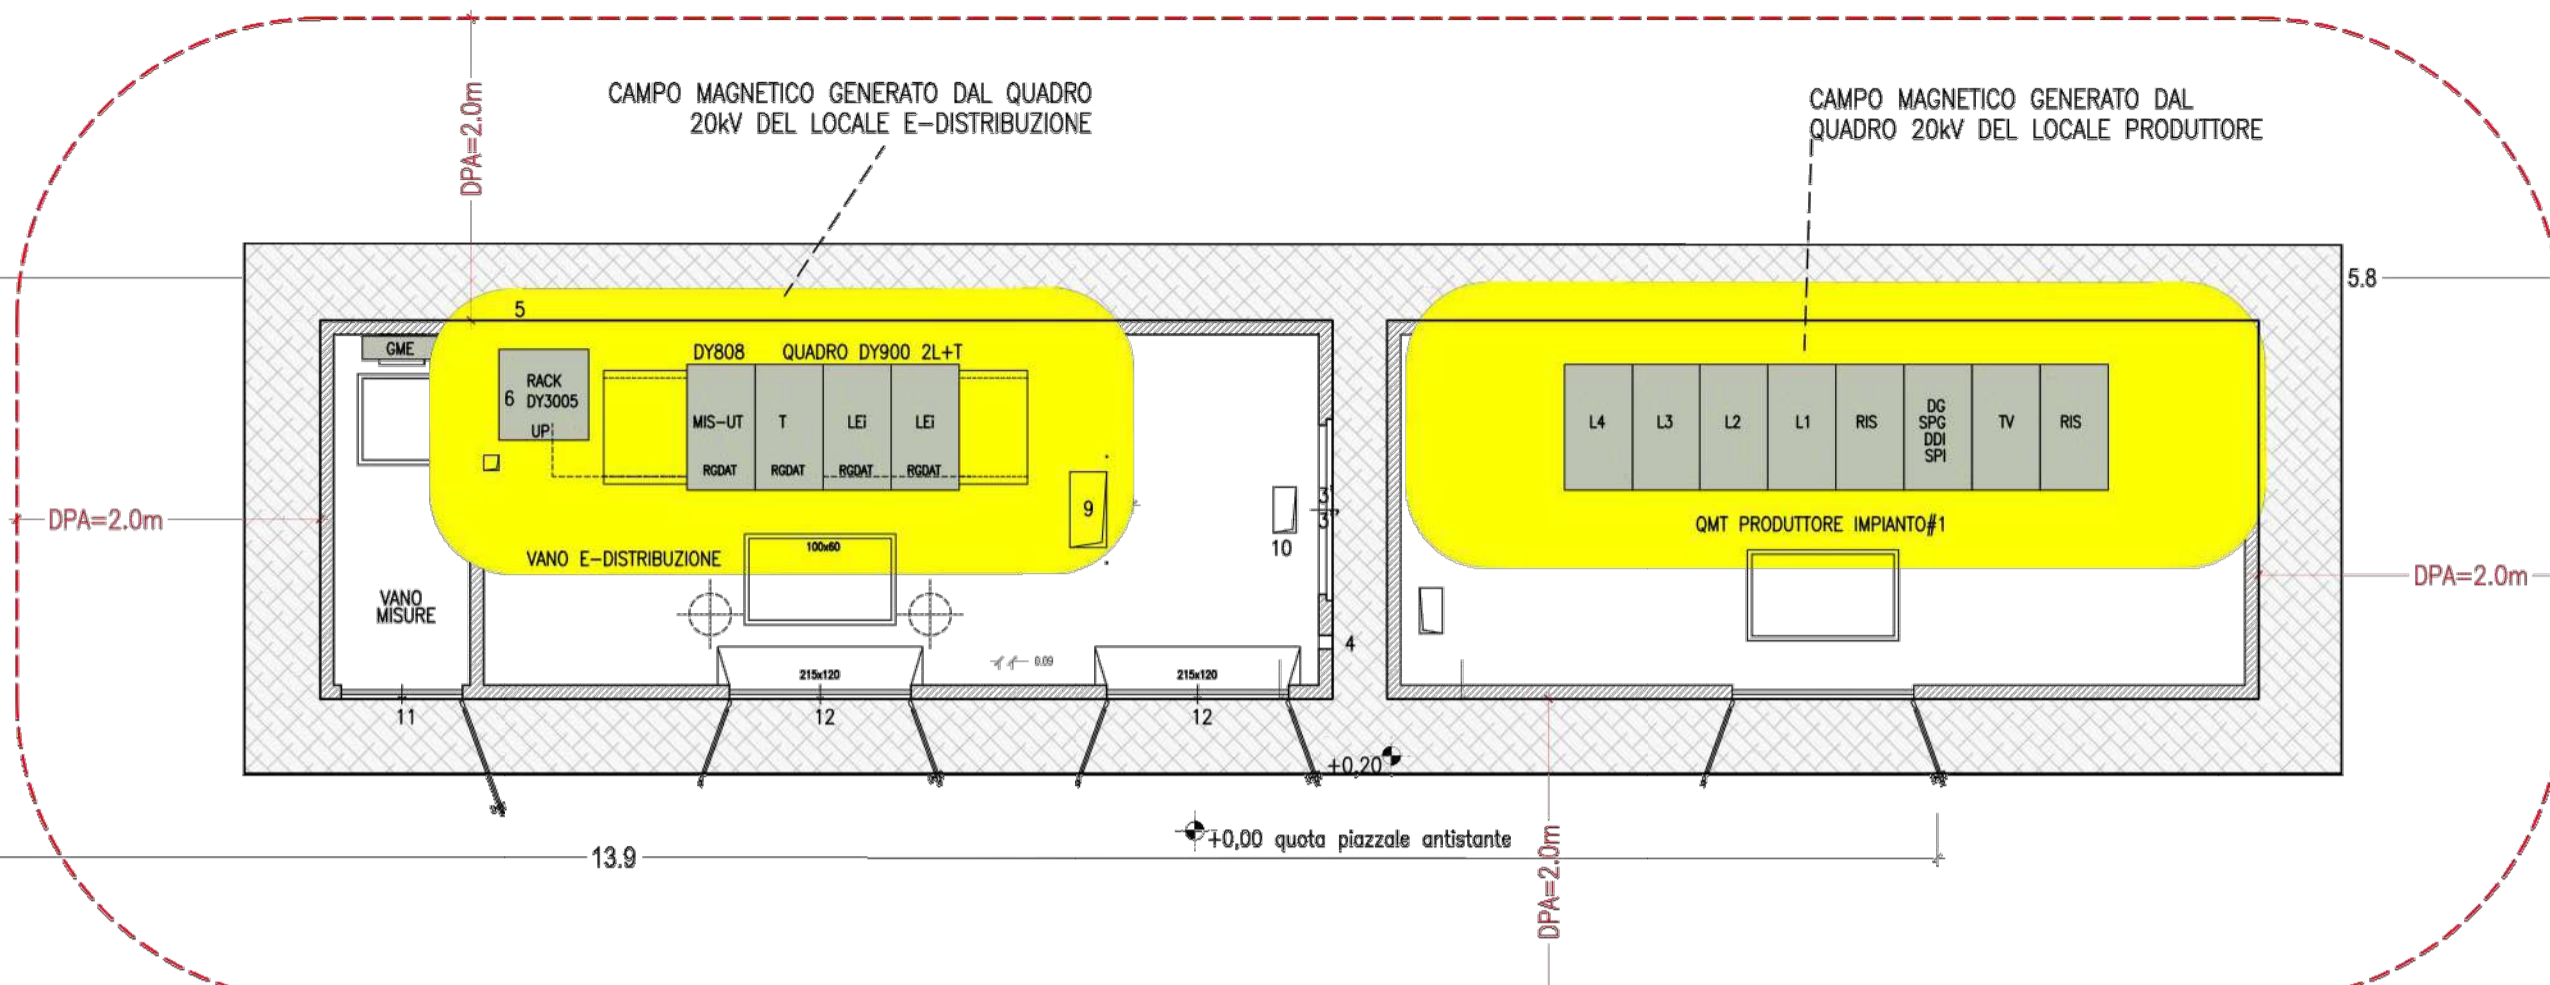 DPA=2.0m
CAMPO MAGNETICO GENERATO DAL QUADRO
20kV DEL LOCALE E-DISTRIBUZIONE
CAMPO MAGNETICO GENERATO DAL
QUADRO 20kV DEL LOCALE PRODUTTORE
5.8
5
GME
DY808
QUADRO DY900 2L+T
RACK
6 DY3005
UP
MIS-UT
T
LEi
LEi
RGDAT
RGDAT
RGDAT
RGDAT
L4
L3
L2
L1
RIS
DG
SPG
DDI
SPI
TV
RIS
9
3'
3'
10
DPA=2.0m
QMT PRODUTTORE IMPIANTO#1
VANO E-DISTRIBUZIONE
100x60
DPA=2.0m
VANO
MISURE
4
0.09
215x120
215x120
11
12
12
+0,20
+0,00 quota piazzale antistante
13.9
DPA=2.0m